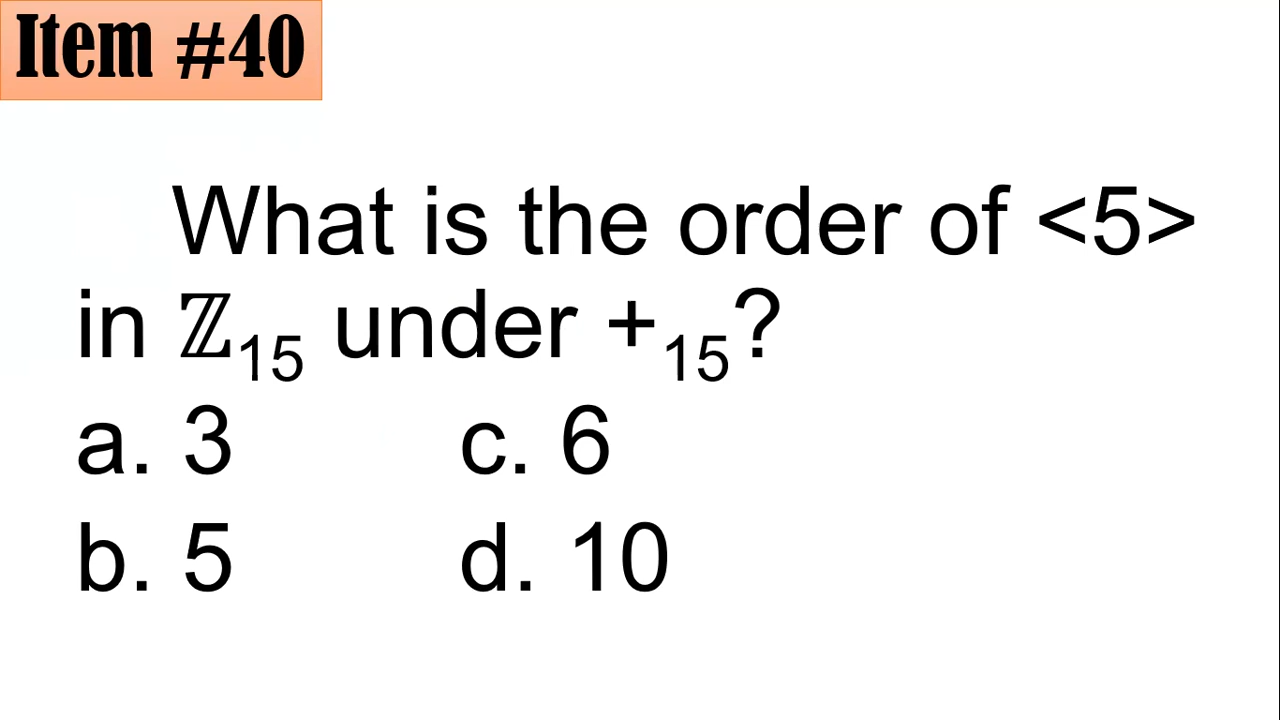 Item #40
What is the order of <5>
in ℤ₁₅ under +₁₅?
a. 3 c. 6
b. 5 d. 10